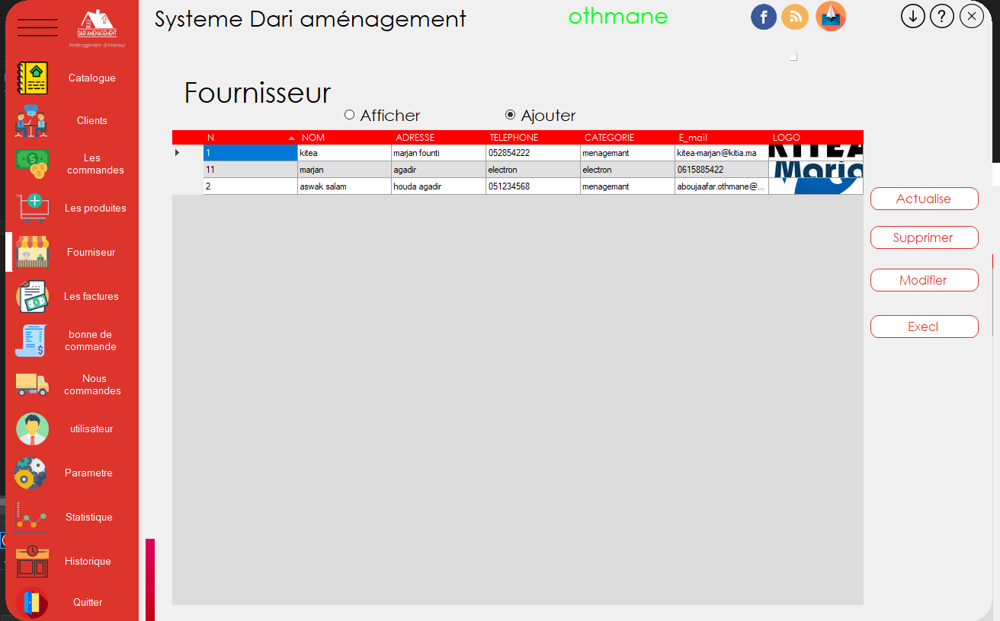 DARI AMENAGEMENT
Aménagement d'interieur
Systeme Dari aménagement
othmane
Catalogue
Clients
Les
commandes
Les produites
Fourniseur
Les factures
bonne de
commande
Nous
commandes
utilisateur
Parametre
Statistique
Historique
Quitter
Fournisseur
Afficher
Ajouter
N NOM ADRESSE TELEPHONE CATEGORIE E_mail LOGO
1 kitea marjan founti 052854222 menagemant kitea-marjan@kitia.ma KITEA
11 marjan agadir electron electron 0615885422 Marja
2 aswak salam houda agadir 051234568 menagemant aboujaafar.othmane@...
Actualise
Supprimer
Modifier
Execl